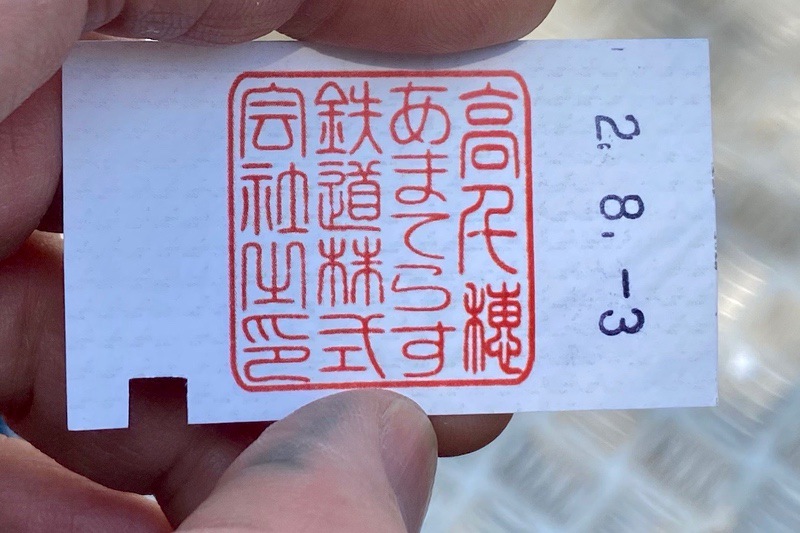 2. 8. -3
高千穂
あまてらす
鉄道株式
会社之印